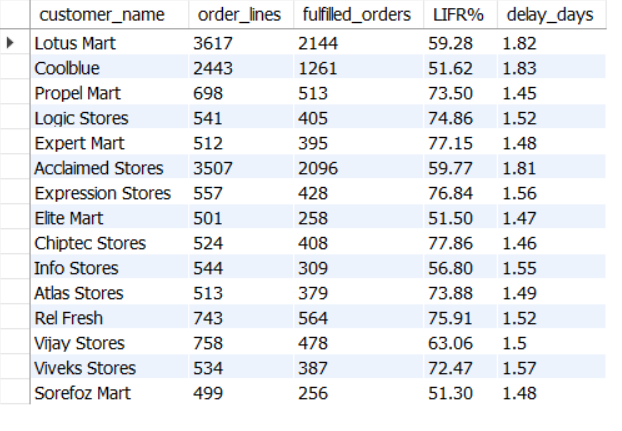 customer_name order_lines fulfilled_orders LIFR% delay_days
Lotus Mart 3617 2144 59.28 1.82
Coolblue 2443 1261 51.62 1.83
Propel Mart 698 513 73.50 1.45
Logic Stores 541 405 74.86 1.52
Expert Mart 512 395 77.15 1.48
Acclaimed Stores 3507 2096 59.77 1.81
Expression Stores 557 428 76.84 1.56
Elite Mart 501 258 51.50 1.47
Chiptec Stores 524 408 77.86 1.46
Info Stores 544 309 56.80 1.55
Atlas Stores 513 379 73.88 1.49
Rel Fresh 743 564 75.91 1.52
Vijay Stores 758 478 63.06 1.5
Viveks Stores 534 387 72.47 1.57
Sorefoz Mart 499 256 51.30 1.48